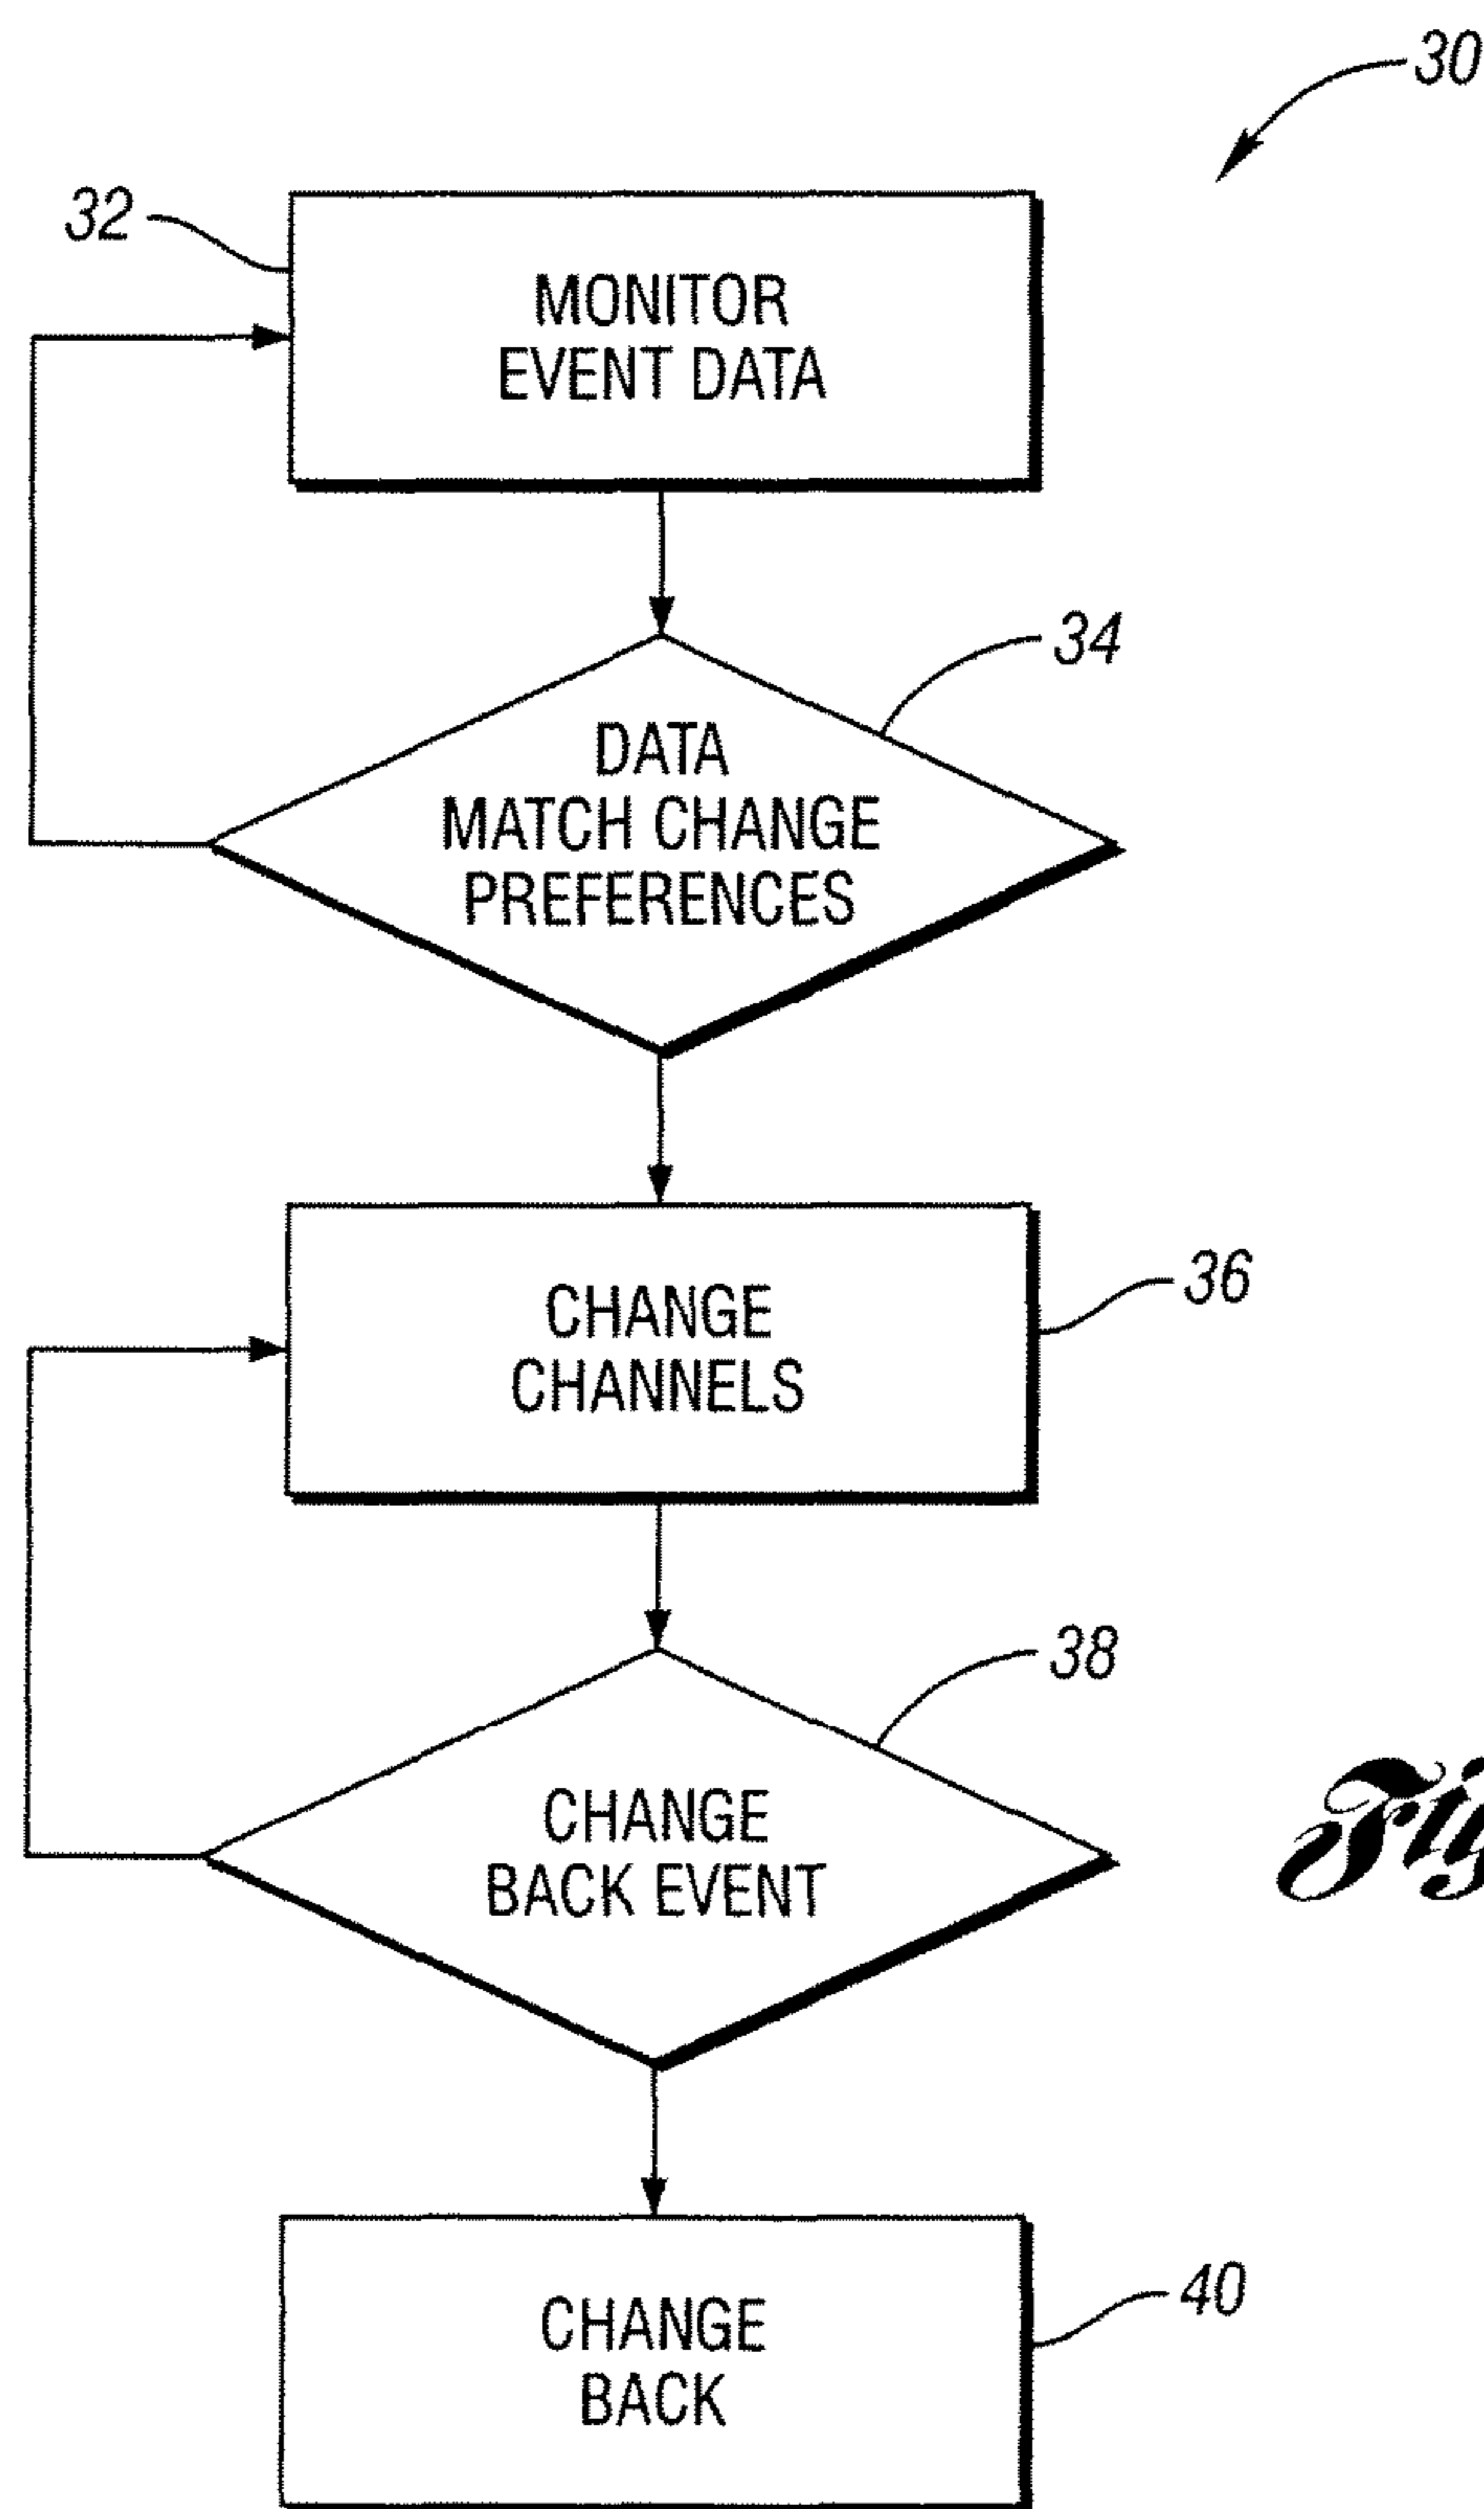 30
32
MONITOR
EVENT DATA
34
DATA
MATCH CHANGE
PREFERENCES
36
CHANGE
CHANNELS
38
CHANGE
BACK EVENT
40
CHANGE
BACK